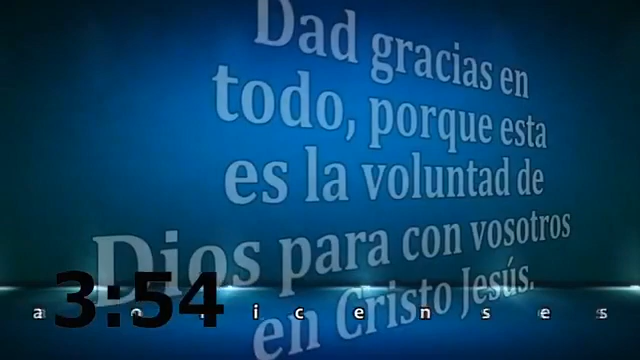 Dad gracias en
todo, porque esta
es la voluntad de
Dios para con vosotros
en Cristo Jesús.
3:54